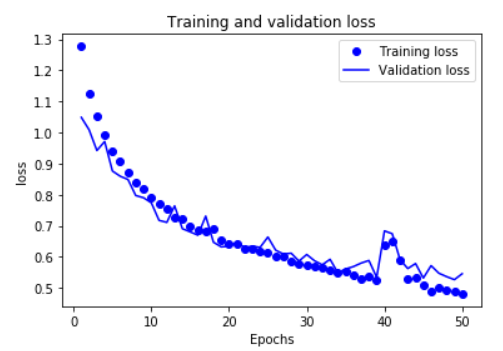 Training and validation loss
Training loss
Validation loss
1.3
1.2
1.1
1.0
0.9
0.8
0.7
0.6
0.5
loss
0 10 20 30 40 50
Epochs